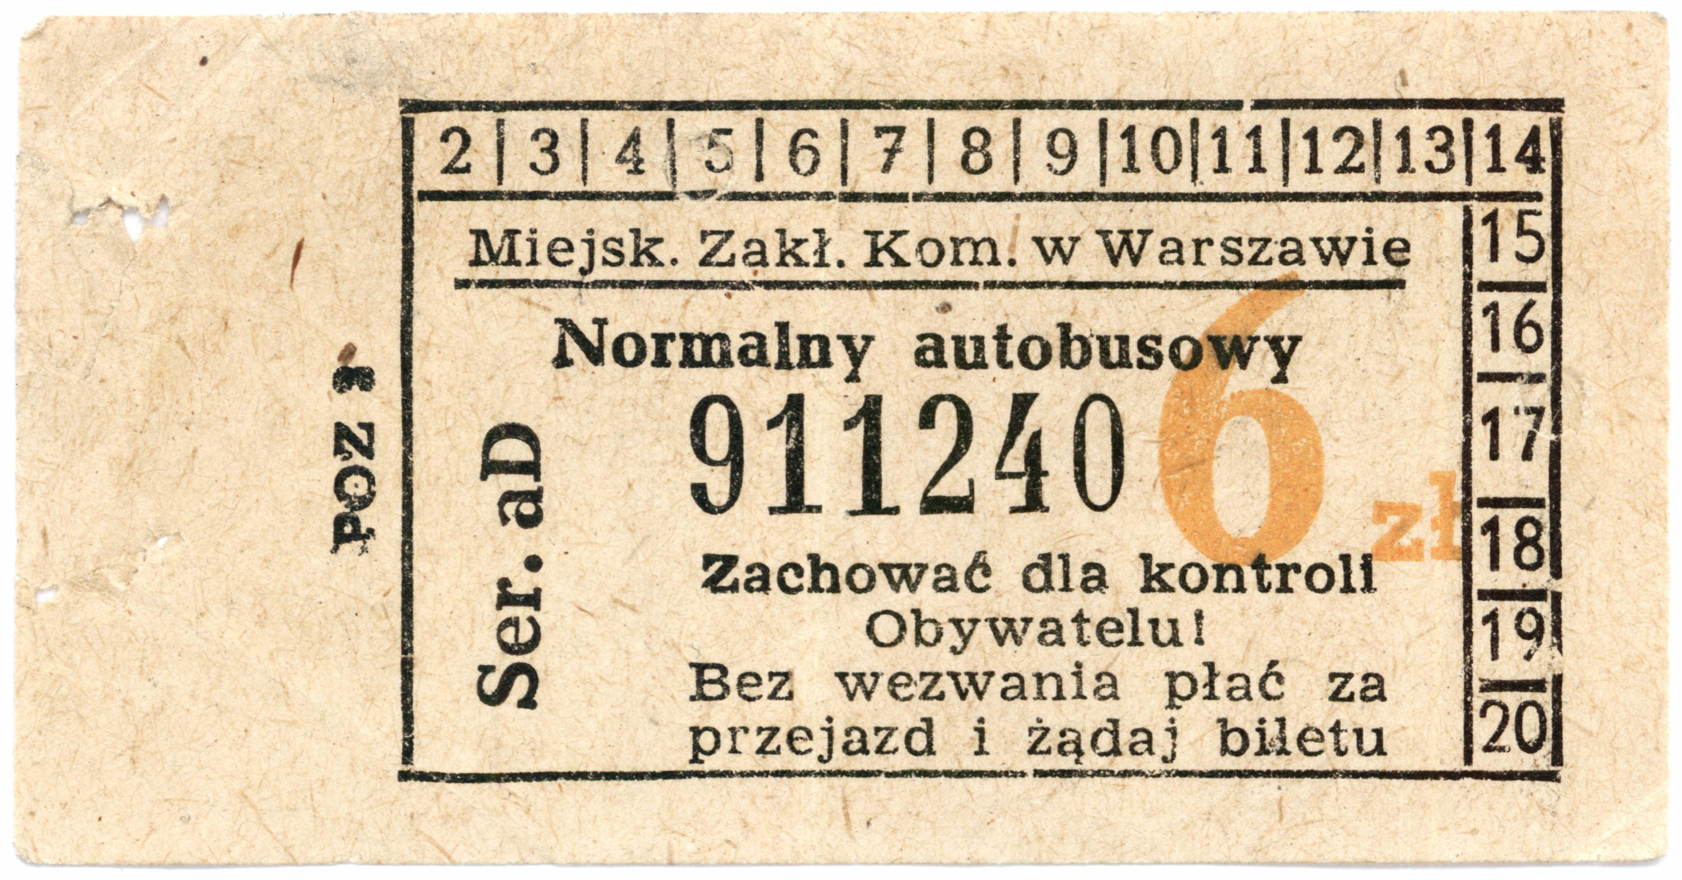 2|3|4|5|6|7|8|9|10|11|12|13|14
15
16
17
18
19
20
Miejsk. Zakł. Kom. w Warszawie
Normalny autobusowy
911240
6 zł
Ser. aD
Zachować dla kontroli
Obywatelu!
Bez wezwania płać za
przejazd i żądaj biletu
POZ